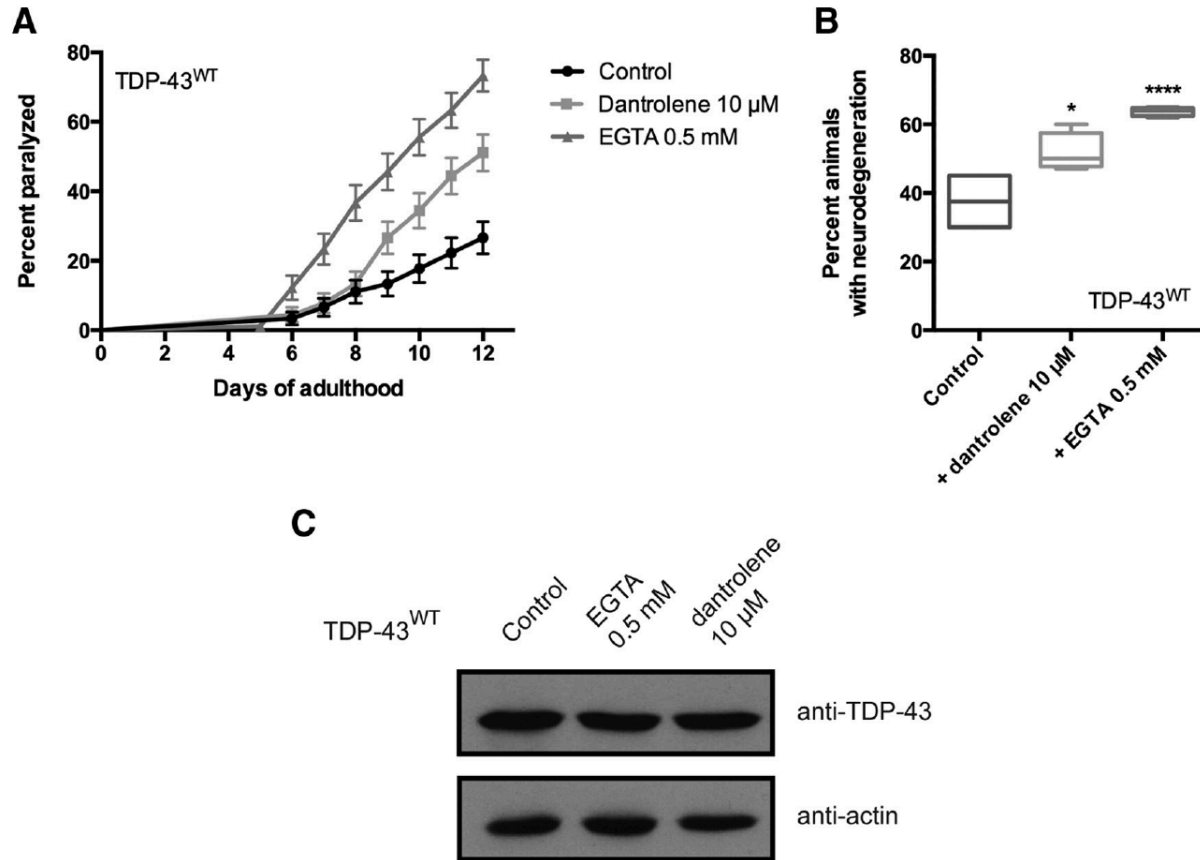 A
TDP-43WT
Percent paralyzed
80
60
40
20
0
0 2 4 6 8 10 12
Days of adulthood
Control
Dantrolene 10 µM
EGTA 0.5 mM
B
Percent animals
with neurodegeneration
80
60
40
20
0
*
****
TDP-43WT
Control
+ dantrolene 10 µM
+ EGTA 0.5 mM
C
TDP-43WT
Control
EGTA
0.5 mM
dantrolene
10 µM
anti-TDP-43
anti-actin